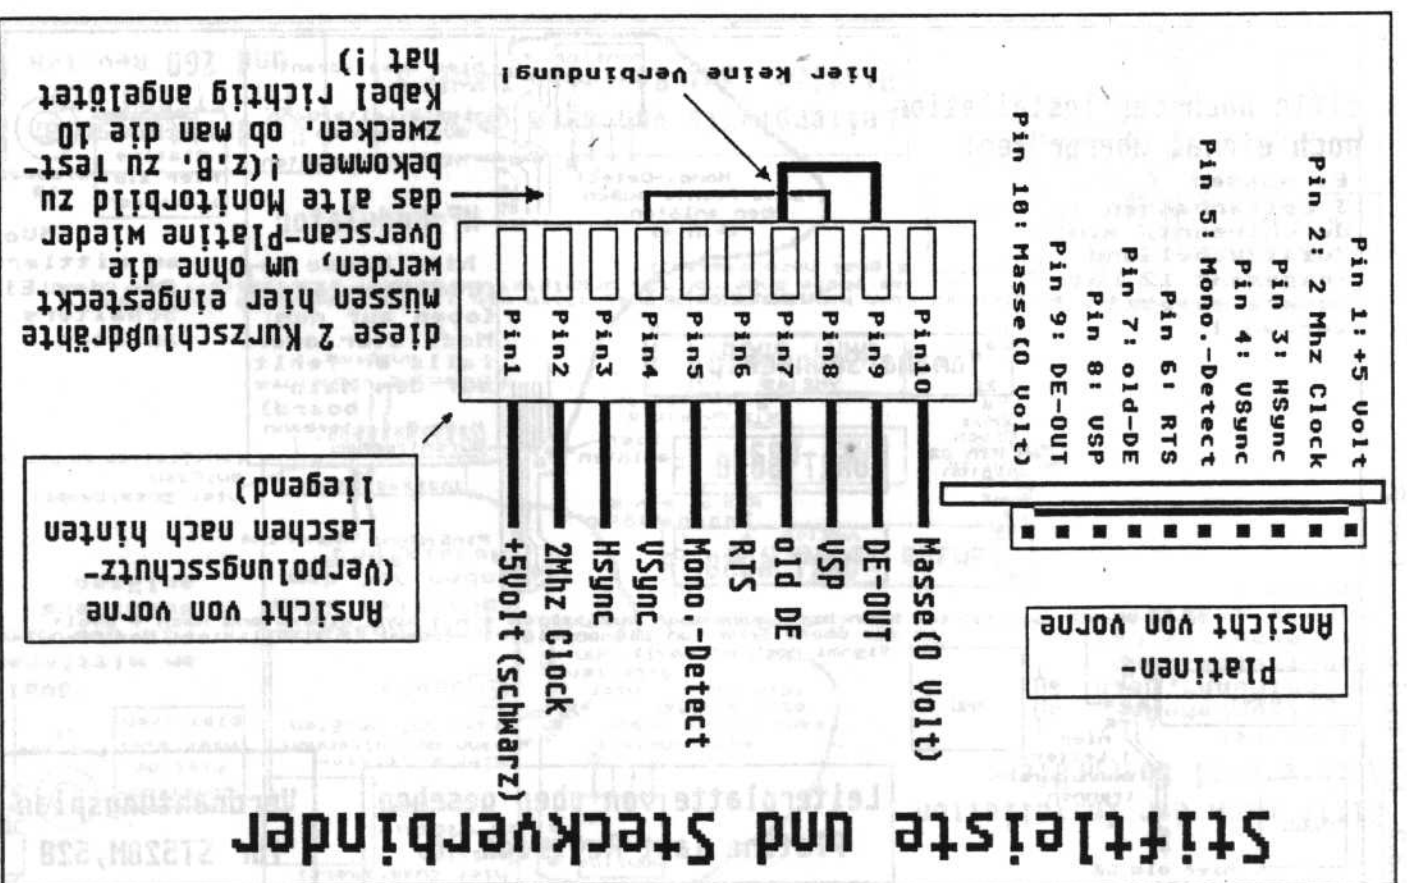 Stiftleiste und Steckverbinder
Platinen-
Ansicht von vorne
Pin 1: +5 Volt
Pin 2: 2 Mhz Clock
Pin 3: HSync
Pin 4: VSync
Pin 5: Mono.-Detect
Pin 6: RTS
Pin 7: old-DE
Pin 8: USP
Pin 9: DE-OUT
Pin 10: Masse(0 Volt)
Masse(0 Volt)
DE-OUT
USP
old DE
RTS
Mono.-Detect
VSync
HSync
2Mhz Clock
+5Volt(schwarz)
Pin10
Pin9
Pin8
Pin7
Pin6
Pin5
Pin4
Pin3
Pin2
Pin1
hier keine Verbindung!
Ansicht von vorne
(Verpolungsschutz-
Laschen nach hinten
liegend)
diese 2 Kurzschlußdrähte
müssen hier eingesteckt
werden, um ohne die
Overscan-Platine wieder
das alte Monitorbild zu
bekommen !(z.B. zu Test
zwecken, ob man die 10
Kabel richtig angelötet
hat !)